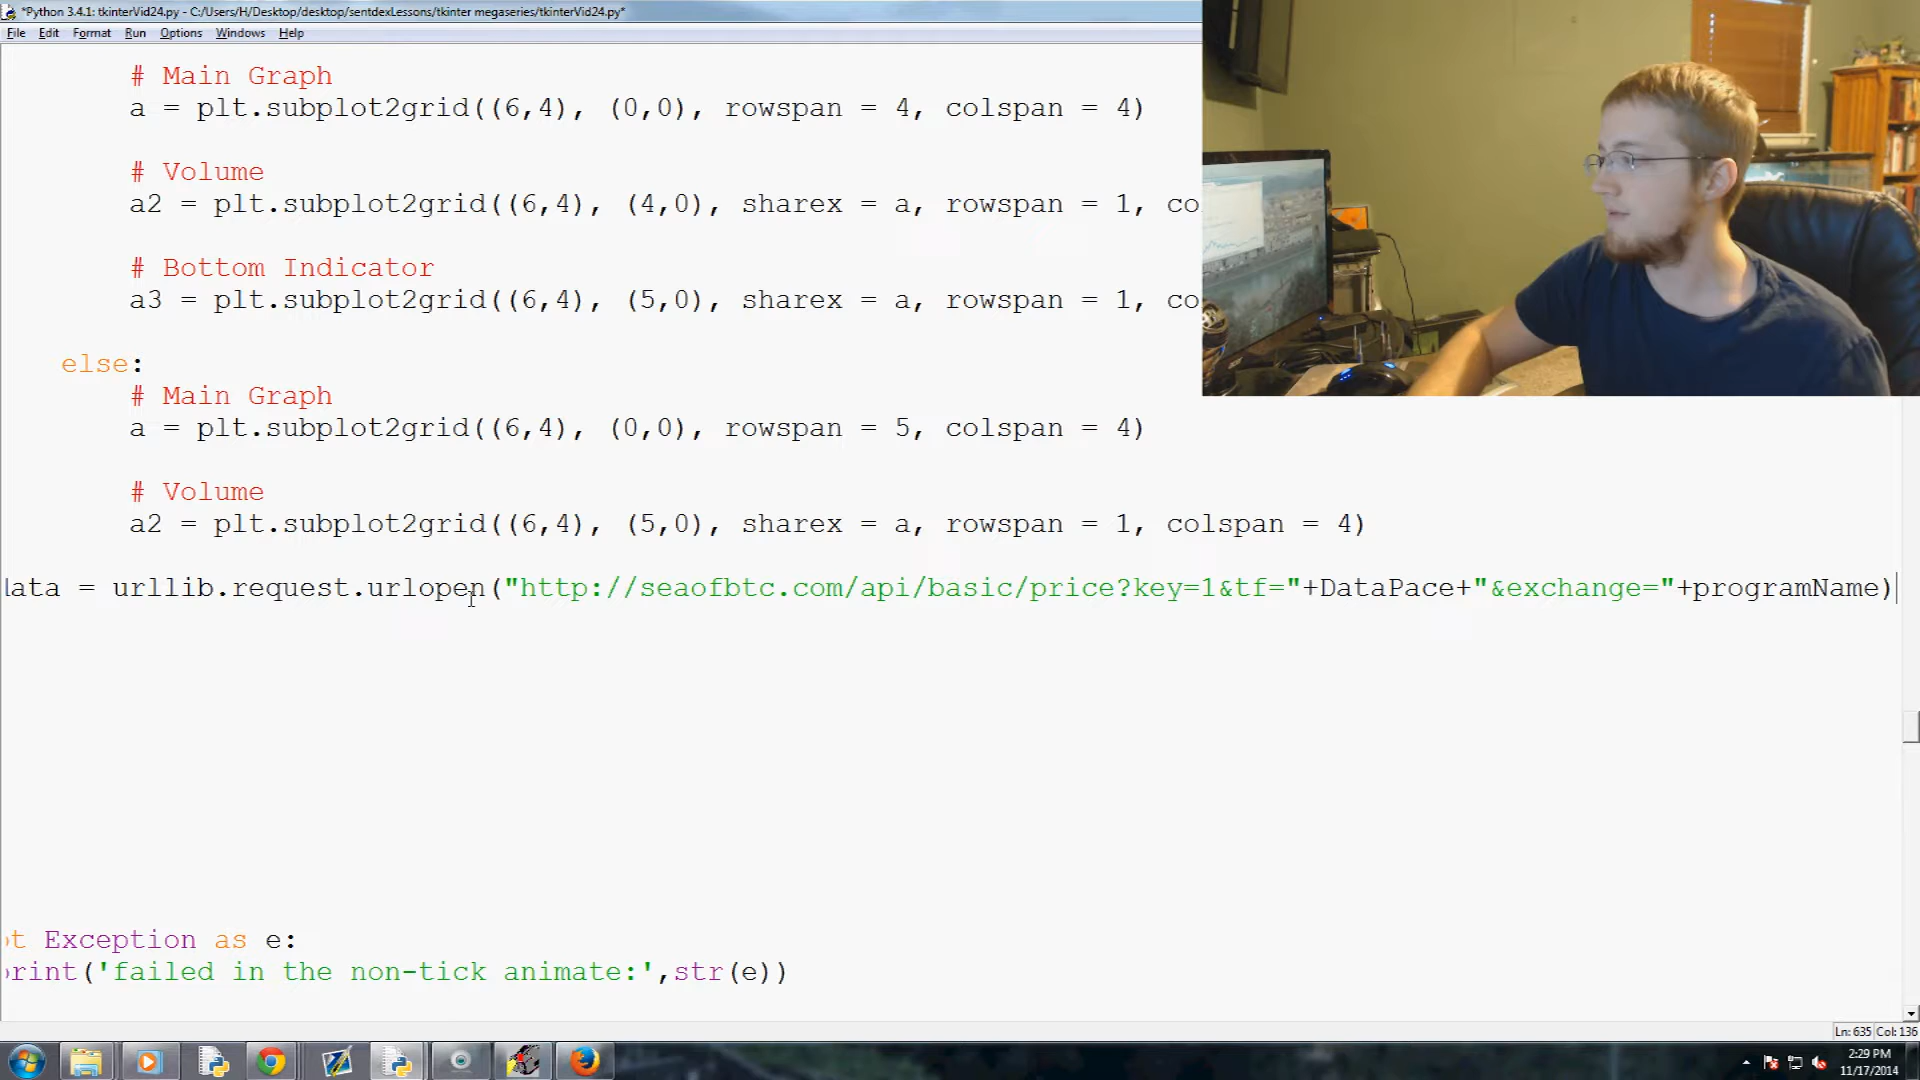 *Python 3.4.1: tkinterVid24.py - C:/Users/H/Desktop/desktop/sentdexLessons/tkinter megaseries/tkinterVid24.py*
File Edit Format Run Options Windows Help
# Main Graph
a = plt.subplot2grid((6,4), (0,0), rowspan = 4, colspan = 4)
# Volume
a2 = plt.subplot2grid((6,4), (4,0), sharex = a, rowspan = 1, co
# Bottom Indicator
a3 = plt.subplot2grid((6,4), (5,0), sharex = a, rowspan = 1, co
else:
# Main Graph
a = plt.subplot2grid((6,4), (0,0), rowspan = 5, colspan = 4)
# Volume
a2 = plt.subplot2grid((6,4), (5,0), sharex = a, rowspan = 1, colspan = 4)
data = urllib.request.urlopen("http://seaofbtc.com/api/basic/price?key=1&tf="+DataPace+"&exchange="+programName)
t Exception as e:
print('failed in the non-tick animate:',str(e))
Ln: 635 Col: 136
2:29 PM
11/17/2014